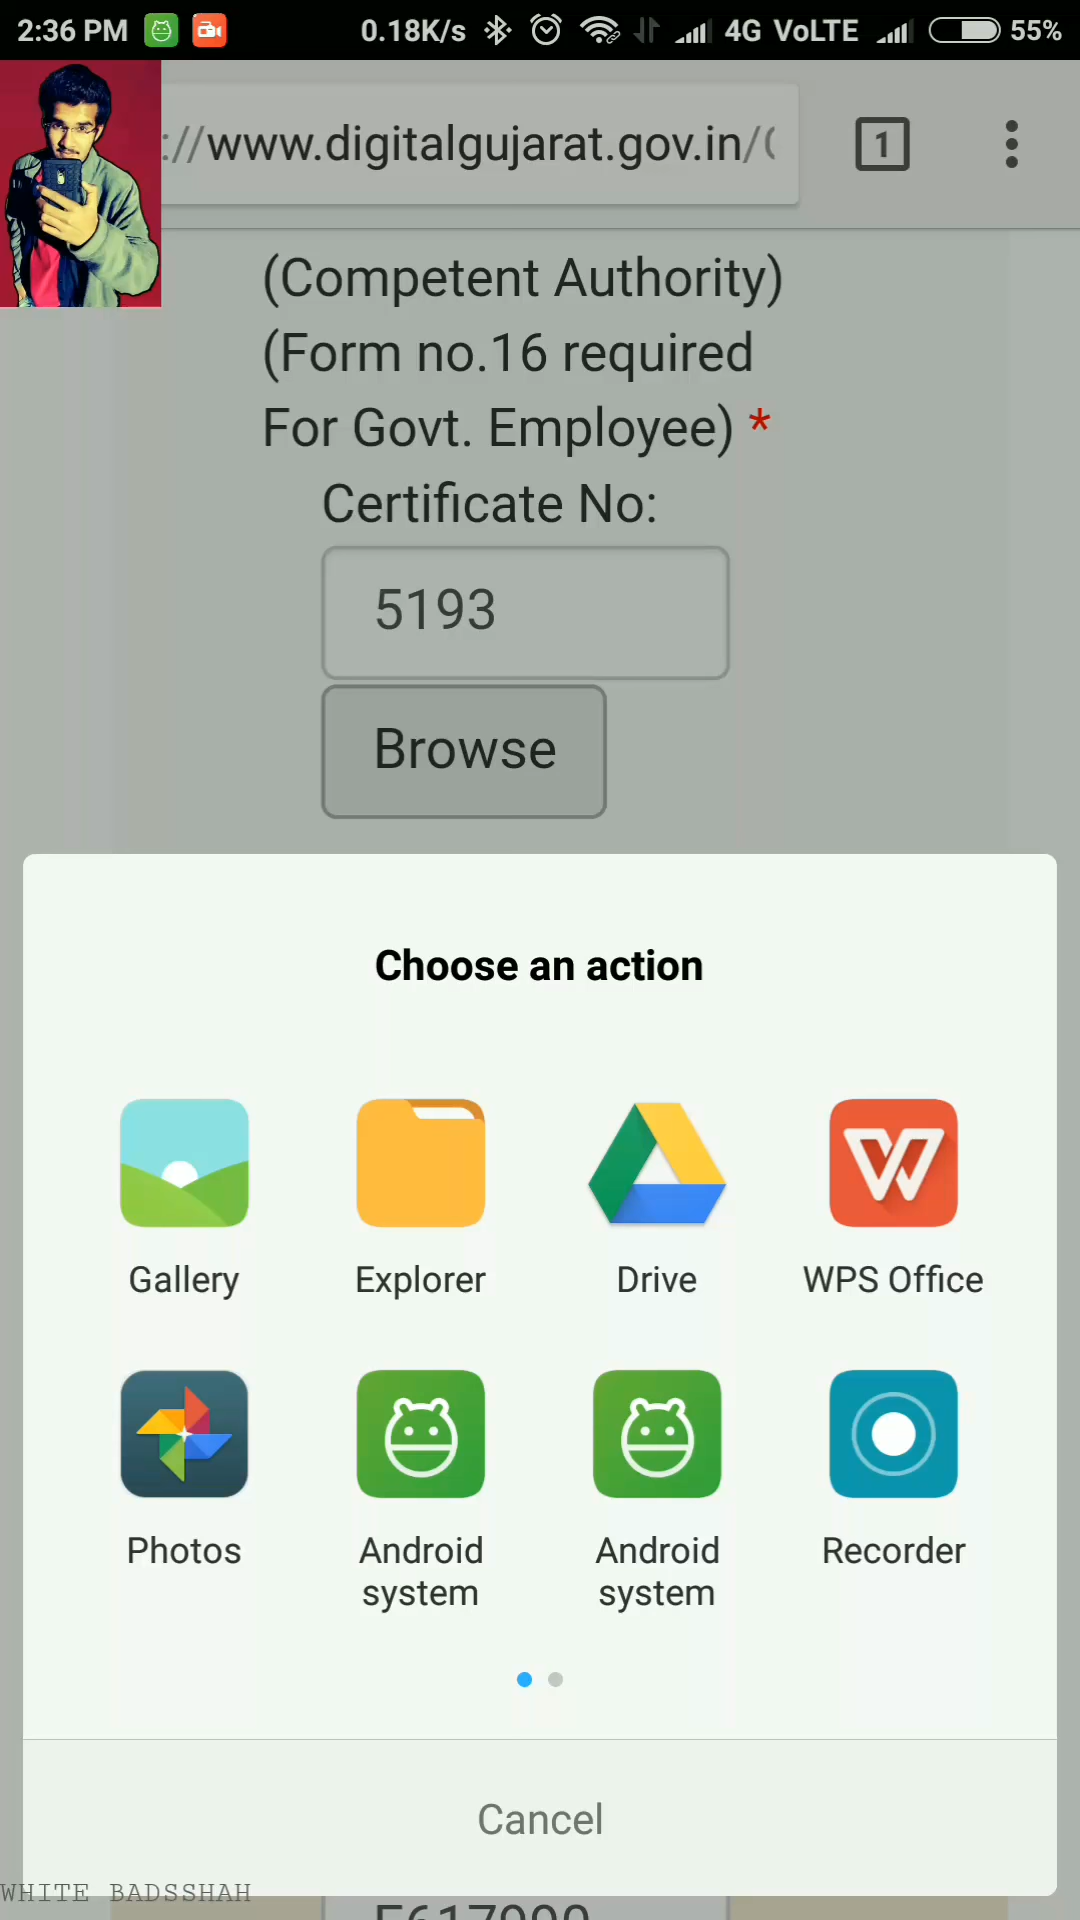 2:36 PM 0.18K/s 4G VoLTE 55%
://www.digitalgujarat.gov.in/ 1
(Competent Authority)
(Form no.16 required
For Govt. Employee) *
Certificate No:
5193
Browse
Choose an action
Gallery Explorer Drive WPS Office
Photos Android system Android system Recorder
Cancel
WHITE BADSSHAH